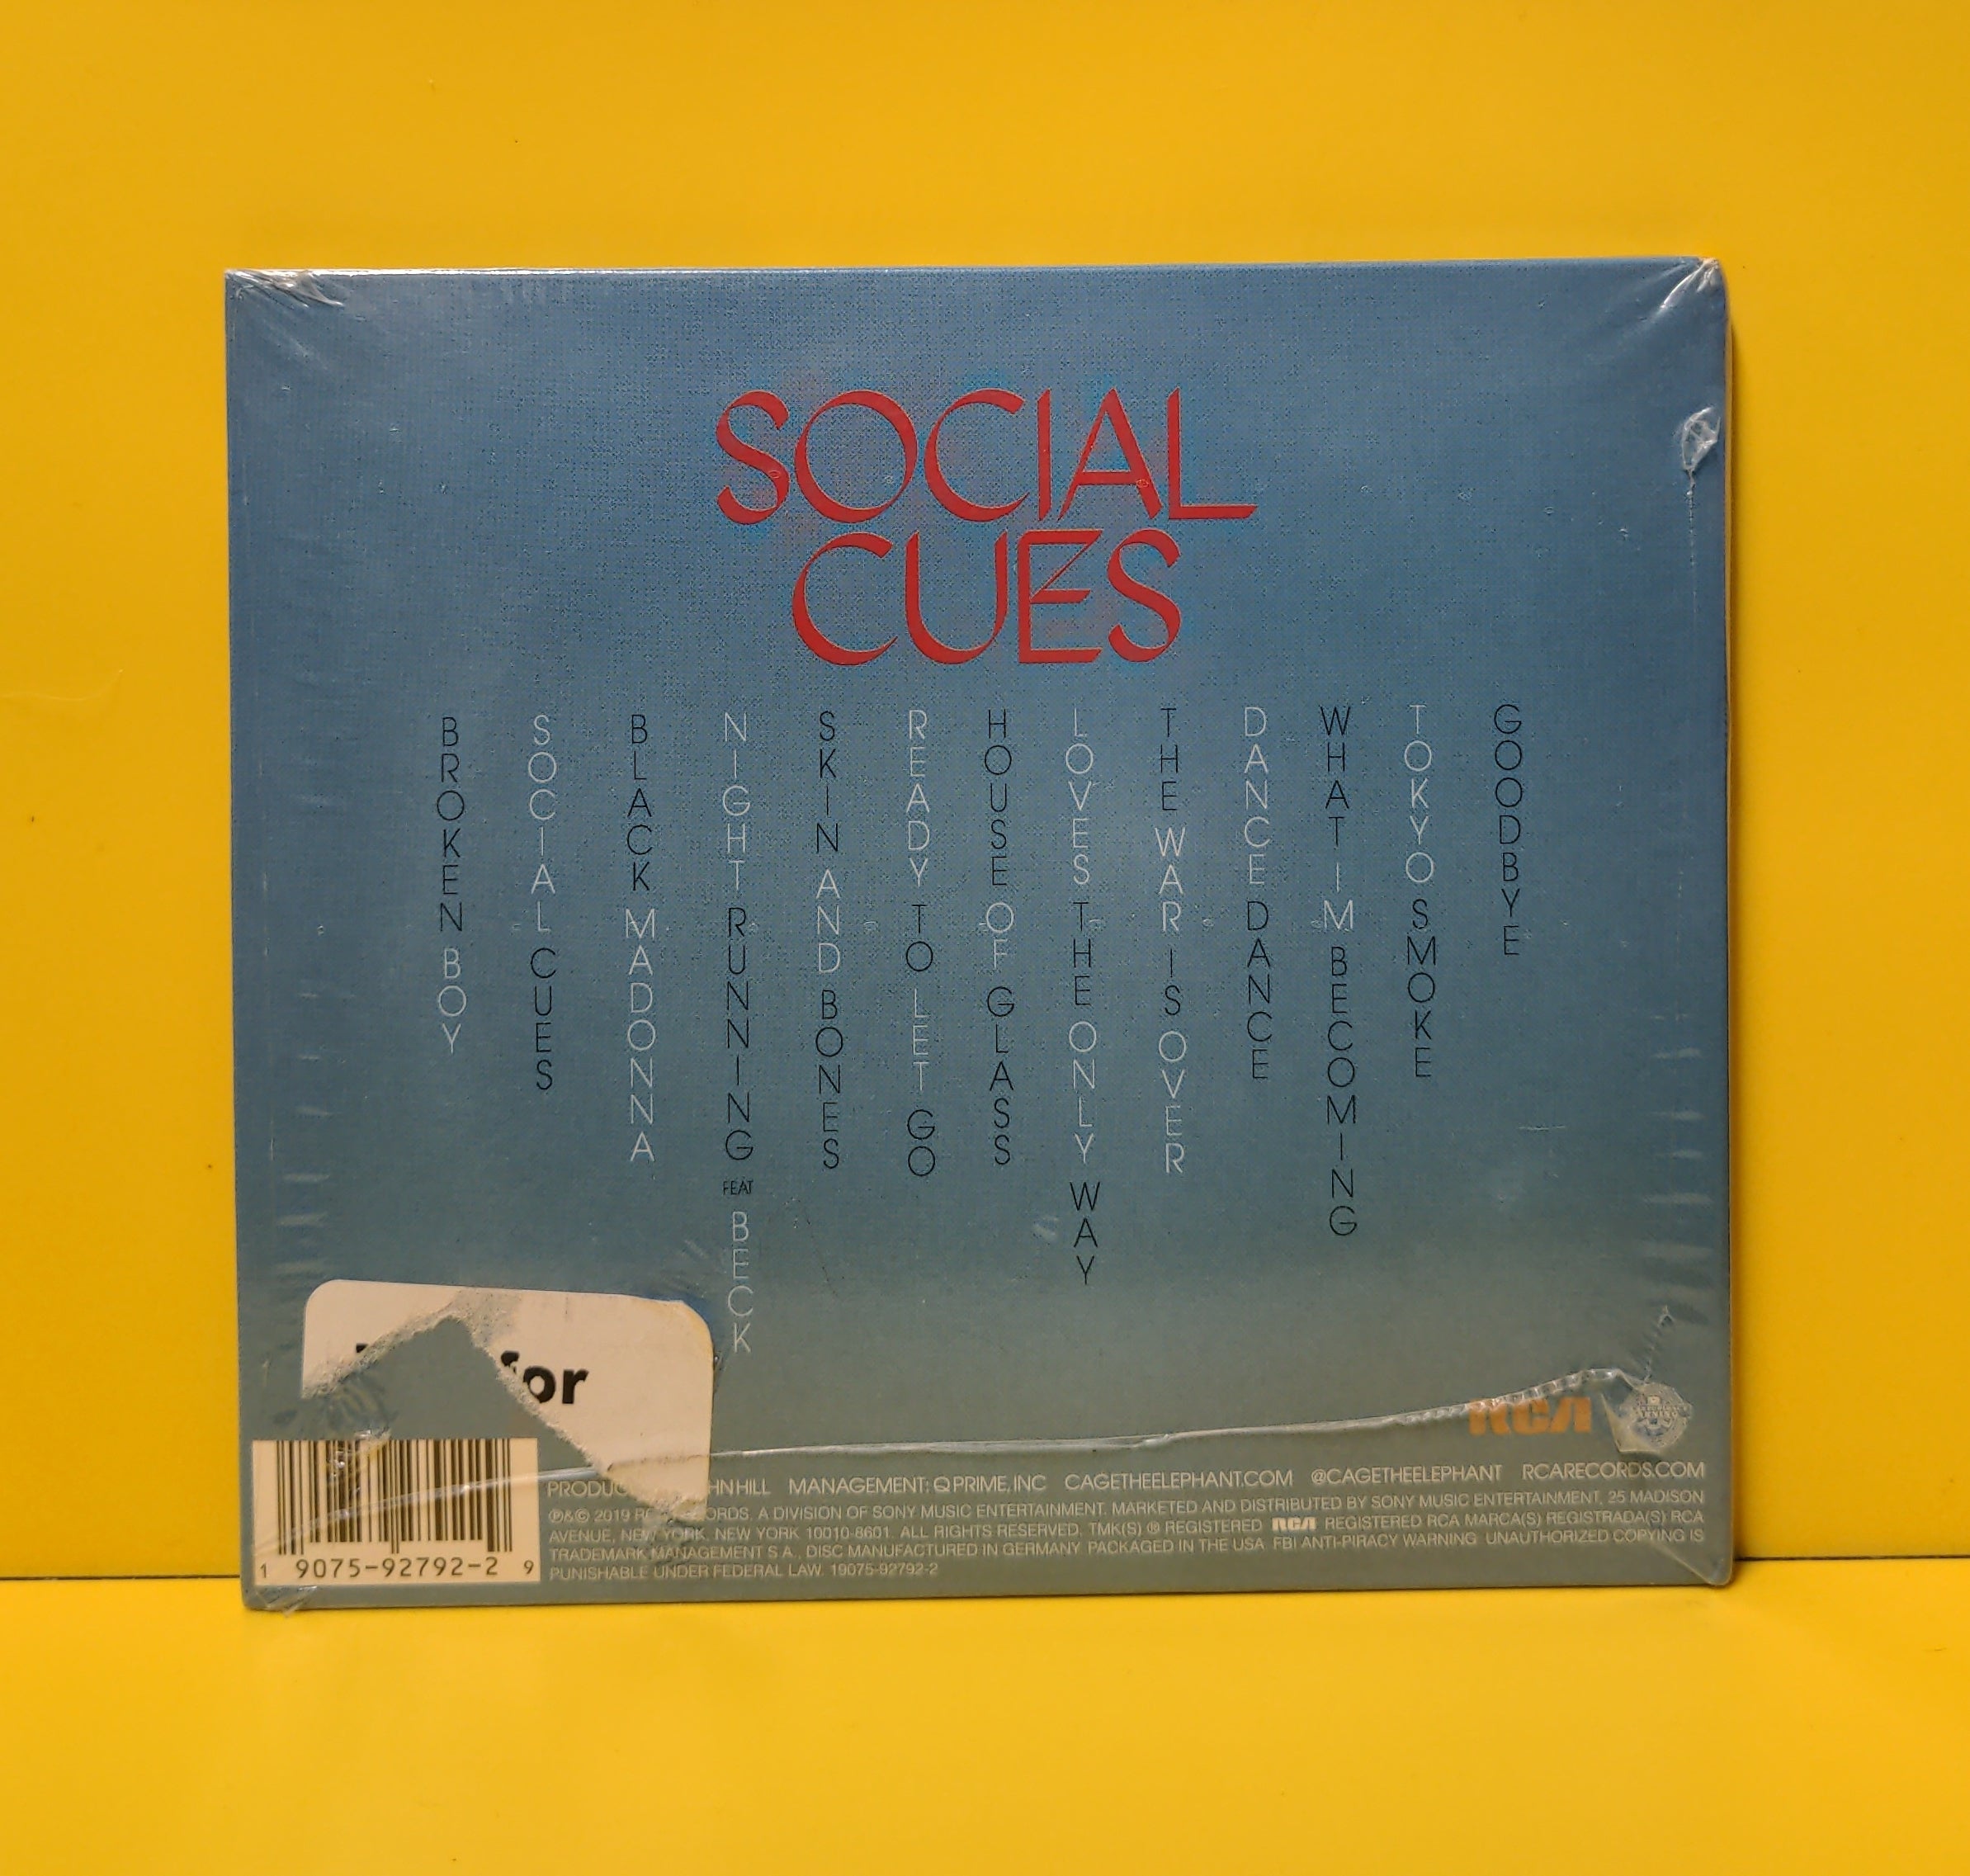 SOCIAL
CUES
BROKEN BOY
SOCIAL CUES
BLACK MADONNA
NIGHT RUNNING FEAT BECK
SKIN AND BONES
READY TO LET GO
HOUSE OF GLASS
LOVE'S THE ONLY WAY
THE WAR IS OVER
DANCE DANCE
WHAT I'M BECOMING
TOKYO SMOKE
GOODBYE
for
RCA
HILL MANAGEMENT: Q PRIME, INC CAGETHEELEPHANT.COM @CAGETHEELEPHANT RCARECORDS.COM
℗&© 2019 A DIVISION OF SONY MUSIC ENTERTAINMENT. MARKETED AND DISTRIBUTED BY SONY MUSIC ENTERTAINMENT, 25 MADISON
AVENUE, NEW YORK, NEW YORK 10010-8601. ALL RIGHTS RESERVED. TMK(S) ® REGISTERED RCA REGISTERED RCA MARCA(S) REGISTRADA(S) RCA
TRADEMARK MANAGEMENT S.A., DISC MANUFACTURED IN GERMANY PACKAGED IN THE USA FBI ANTI-PIRACY WARNING UNAUTHORIZED COPYING IS
PUNISHABLE UNDER FEDERAL LAW. 19075-92792-2
1 9075-92792-2 9